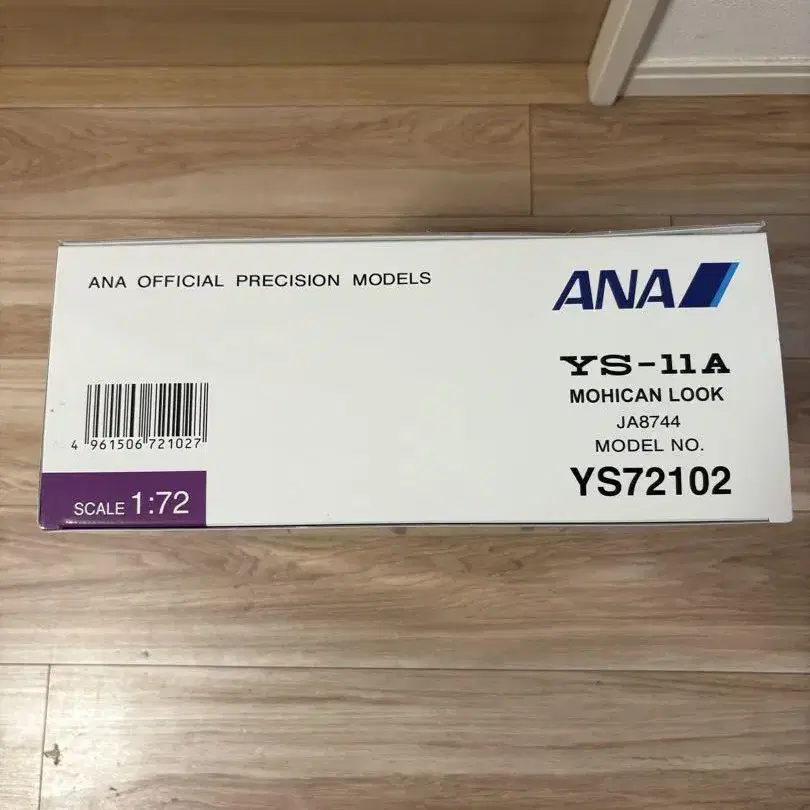 ANA OFFICIAL PRECISION MODELS
ANA
YS-11A
MOHICAN LOOK
JA8744
MODEL NO.
YS72102
4 961506 721027
SCALE 1:72